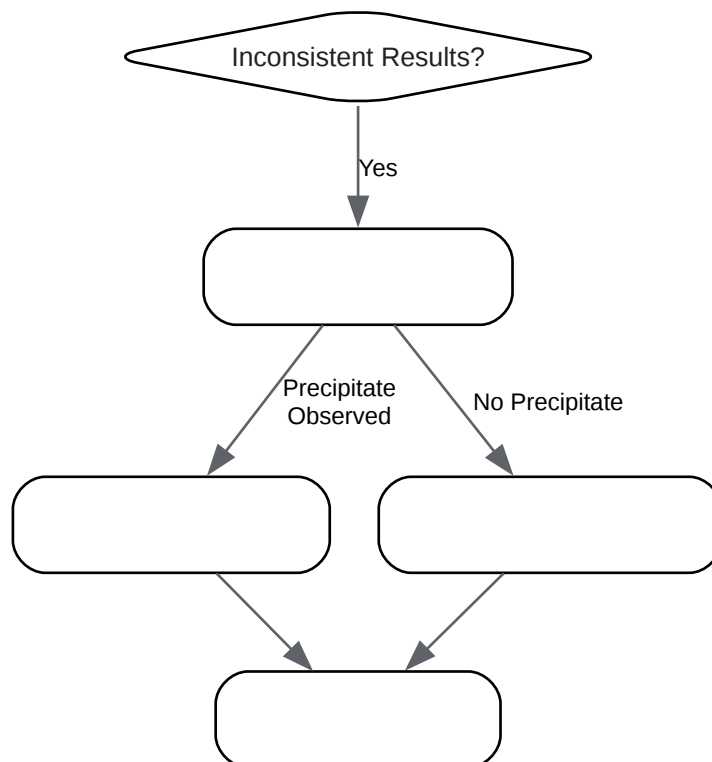 Inconsistent Results?
Yes
Precipitate
Observed
No Precipitate